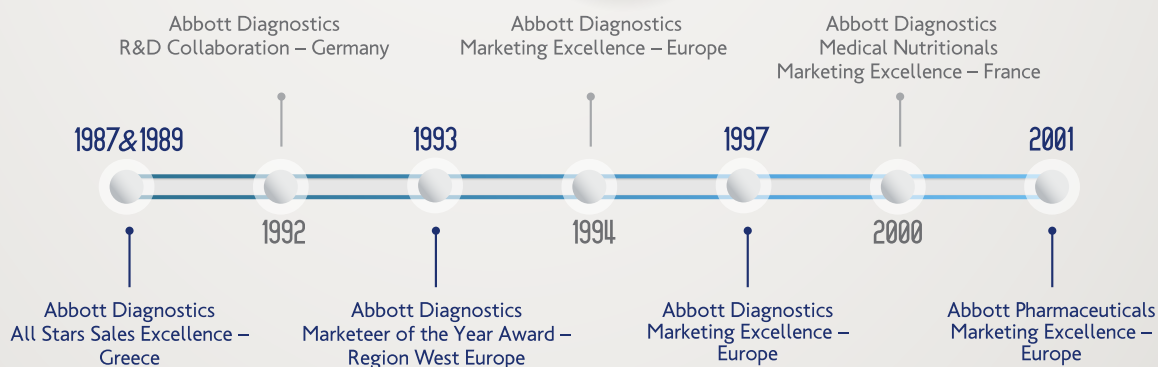 Abbott Diagnostics
R&D Collaboration – Germany
Abbott Diagnostics
Marketing Excellence – Europe
Abbott Diagnostics
Medical Nutritionals
Marketing Excellence – France
1987&1989
1993
1997
2001
1992
1994
2000
Abbott Diagnostics
All Stars Sales Excellence –
Greece
Abbott Diagnostics
Marketeer of the Year Award –
Region West Europe
Abbott Diagnostics
Marketing Excellence –
Europe
Abbott Pharmaceuticals
Marketing Excellence –
Europe